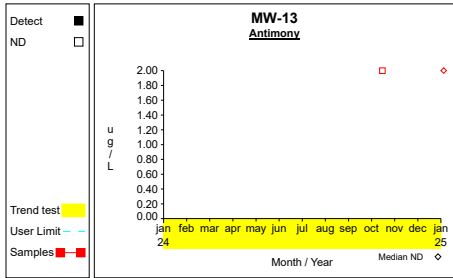 Detect
ND
Trend test
User Limit
Samples
MW-13
Antimony
ug/L
2.00
1.80
1.60
1.40
1.20
1.00
0.80
0.60
0.40
0.20
0.00
jan feb mar apr may jun jul aug sep oct nov dec jan
24 25
Month / Year
Median ND